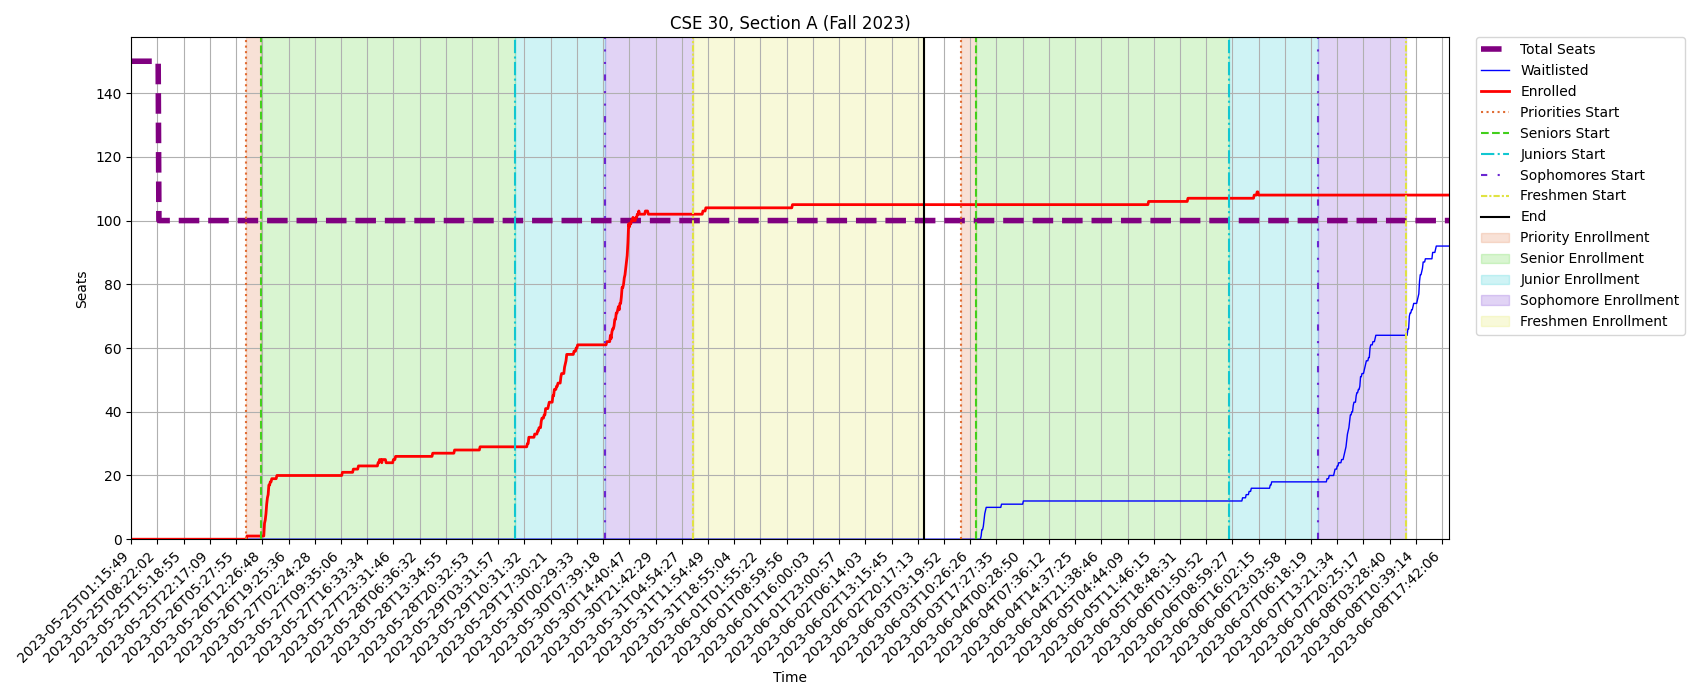 CSE 30, Section A (Fall 2023)
Seats
140
120
100
80
60
40
20
0
2023-05-25T01:15:49
2023-05-25T08:22:02
2023-05-25T15:18:55
2023-05-25T22:17:09
2023-05-26T05:27:55
2023-05-26T12:26:48
2023-05-26T19:25:36
2023-05-27T02:24:28
2023-05-27T09:35:06
2023-05-27T16:33:34
2023-05-27T23:31:46
2023-05-28T06:36:32
2023-05-28T13:34:55
2023-05-28T20:32:53
2023-05-29T03:31:57
2023-05-29T10:31:32
2023-05-29T17:30:21
2023-05-30T00:29:33
2023-05-30T07:39:18
2023-05-30T14:40:47
2023-05-30T21:42:29
2023-05-31T04:54:27
2023-05-31T11:54:49
2023-05-31T18:55:04
2023-06-01T01:55:22
2023-06-01T08:59:56
2023-06-01T16:00:03
2023-06-01T23:00:57
2023-06-02T06:14:03
2023-06-02T13:15:45
2023-06-02T20:17:13
2023-06-03T03:19:52
2023-06-03T10:26:26
2023-06-03T17:27:35
2023-06-04T00:28:50
2023-06-04T07:36:12
2023-06-04T14:37:25
2023-06-04T21:38:46
2023-06-05T04:44:09
2023-06-05T11:46:15
2023-06-05T18:48:31
2023-06-06T01:50:52
2023-06-06T08:59:27
2023-06-06T16:02:15
2023-06-06T23:03:58
2023-06-07T06:18:19
2023-06-07T13:21:34
2023-06-07T20:25:17
2023-06-08T03:28:40
2023-06-08T10:39:14
2023-06-08T17:42:06
Time
Total Seats
Waitlisted
Enrolled
Priorities Start
Seniors Start
Juniors Start
Sophomores Start
Freshmen Start
End
Priority Enrollment
Senior Enrollment
Junior Enrollment
Sophomore Enrollment
Freshmen Enrollment